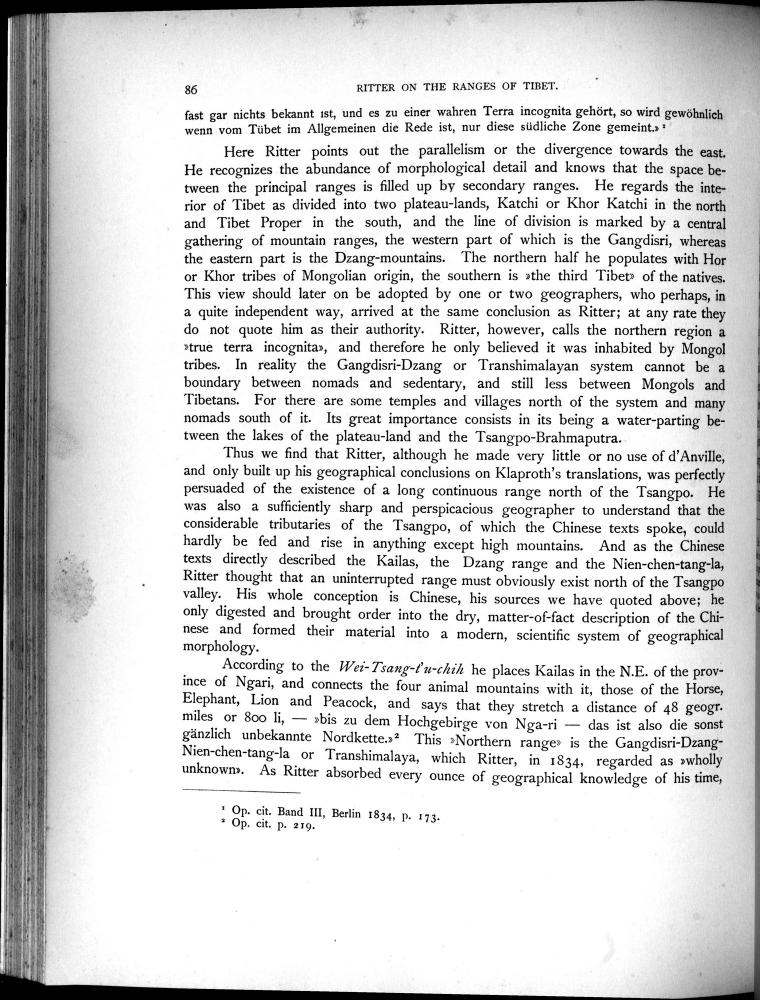 86
RITTER ON THE RANGES OF TIBET.
fast gar nichts bekannt ist, und es zu einer wahren Terra incognita gehört, so wird gewöhnlich
wenn vom Tübet im Allgemeinen die Rede ist, nur diese südliche Zone gemeint.» ¹
Here Ritter points out the parallelism or the divergence towards the east.
He recognizes the abundance of morphological detail and knows that the space be-
tween the principal ranges is filled up by secondary ranges. He regards the inte-
rior of Tibet as divided into two plateau-lands, Katchi or Khor Katchi in the north
and Tibet Proper in the south, and the line of division is marked by a central
gathering of mountain ranges, the western part of which is the Gangdisri, whereas
the eastern part is the Dzang-mountains. The northern half he populates with Hor
or Khor tribes of Mongolian origin, the southern is »the third Tibet» of the natives.
This view should later on be adopted by one or two geographers, who perhaps, in
a quite independent way, arrived at the same conclusion as Ritter; at any rate they
do not quote him as their authority. Ritter, however, calls the northern region a
»true terra incognita», and therefore he only believed it was inhabited by Mongol
tribes. In reality the Gangdisri-Dzang or Transhimalayan system cannot be a
boundary between nomads and sedentary, and still less between Mongols and
Tibetans. For there are some temples and villages north of the system and many
nomads south of it. Its great importance consists in its being a water-parting be-
tween the lakes of the plateau-land and the Tsangpo-Brahmaputra.
Thus we find that Ritter, although he made very little or no use of d'Anville,
and only built up his geographical conclusions on Klaproth's translations, was perfectly
persuaded of the existence of a long continuous range north of the Tsangpo. He
was also a sufficiently sharp and perspicacious geographer to understand that the
considerable tributaries of the Tsangpo, of which the Chinese texts spoke, could
hardly be fed and rise in anything except high mountains. And as the Chinese
texts directly described the Kailas, the Dzang range and the Nien-chen-tang-la,
Ritter thought that an uninterrupted range must obviously exist north of the Tsangpo
valley. His whole conception is Chinese, his sources we have quoted above; he
only digested and brought order into the dry, matter-of-fact description of the Chi-
nese and formed their material into a modern, scientific system of geographical
morphology.
According to the Wei-Tsang-t'u-chih he places Kailas in the N.E. of the prov-
ince of Ngari, and connects the four animal mountains with it, those of the Horse,
Elephant, Lion and Peacock, and says that they stretch a distance of 48 geogr.
miles or 800 li, — »bis zu dem Hochgebirge von Nga-ri — das ist also die sonst
gänzlich unbekannte Nordkette.»² This »Northern range» is the Gangdisri-Dzang-
Nien-chen-tang-la or Transhimalaya, which Ritter, in 1834, regarded as »wholly
unknown». As Ritter absorbed every ounce of geographical knowledge of his time,
¹ Op. cit. Band III, Berlin 1834, p. 173.
² Op. cit. p. 219.